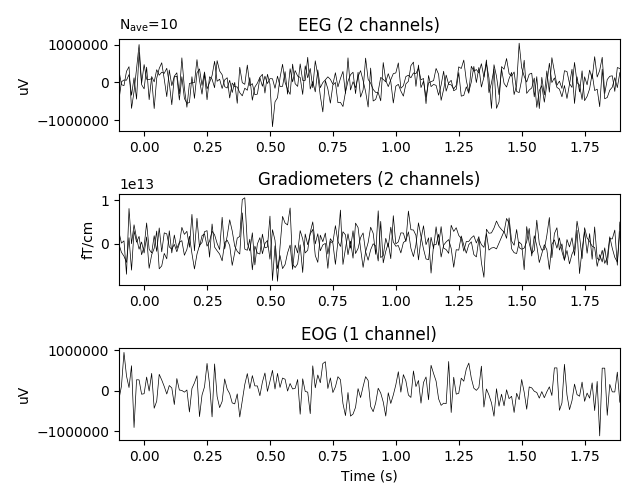 N_ave=10
EEG (2 channels)
uV
1000000
0
−1000000
0.00 0.25 0.50 0.75 1.00 1.25 1.50 1.75
1e13
Gradiometers (2 channels)
fT/cm
1
0
0.00 0.25 0.50 0.75 1.00 1.25 1.50 1.75
EOG (1 channel)
uV
1000000
0
−1000000
0.00 0.25 0.50 0.75 1.00 1.25 1.50 1.75
Time (s)